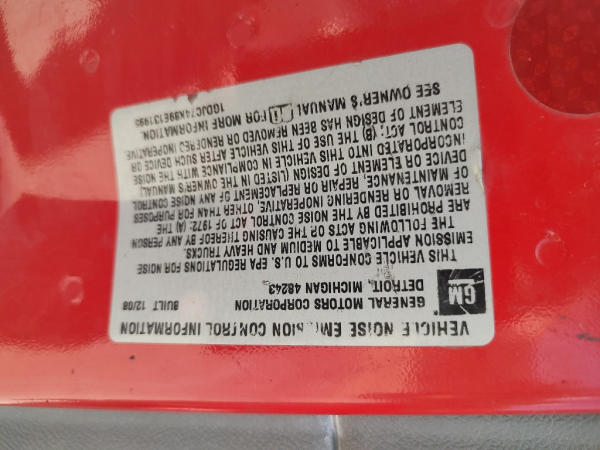 VEHICLE NOISE EMISSION CONTROL INFORMATION
GM
GENERAL MOTORS CORPORATION BUILT 12/08
DETROIT, MICHIGAN 48243
THIS VEHICLE CONFORMS TO U.S. EPA REGULATIONS FOR NOISE
EMISSION APPLICABLE TO MEDIUM AND HEAVY TRUCKS.
THE FOLLOWING ACTS OR THE CAUSING THEREOF BY ANY PERSON
ARE PROHIBITED BY THE NOISE CONTROL ACT OF 1972: (A) THE
REMOVAL OR RENDERING INOPERATIVE, OTHER THAN FOR PURPOSES
OF MAINTENANCE, REPAIR, OR REPLACEMENT, OF ANY NOISE CONTROL
DEVICE OR ELEMENT OF DESIGN (LISTED IN THE OWNER'S MANUAL)
INCORPORATED INTO THIS VEHICLE IN COMPLIANCE WITH THE NOISE
CONTROL ACT; (B) THE USE OF THIS VEHICLE AFTER SUCH DEVICE OR
ELEMENT OF DESIGN HAS BEEN REMOVED OR RENDERED INOPERATIVE.
SEE OWNER'S MANUAL FOR MORE INFORMATION.